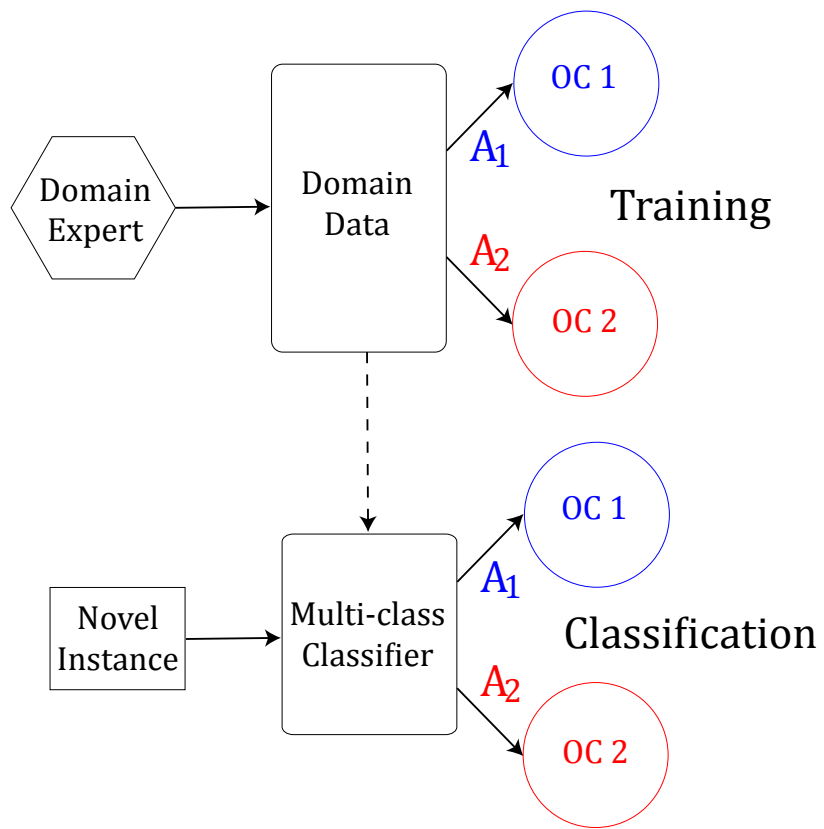 OC 1
A1
Domain
Expert
Domain
Data
Training
A2
OC 2
OC 1
A1
Novel
Instance
Multi-class
Classifier
Classification
A2
OC 2